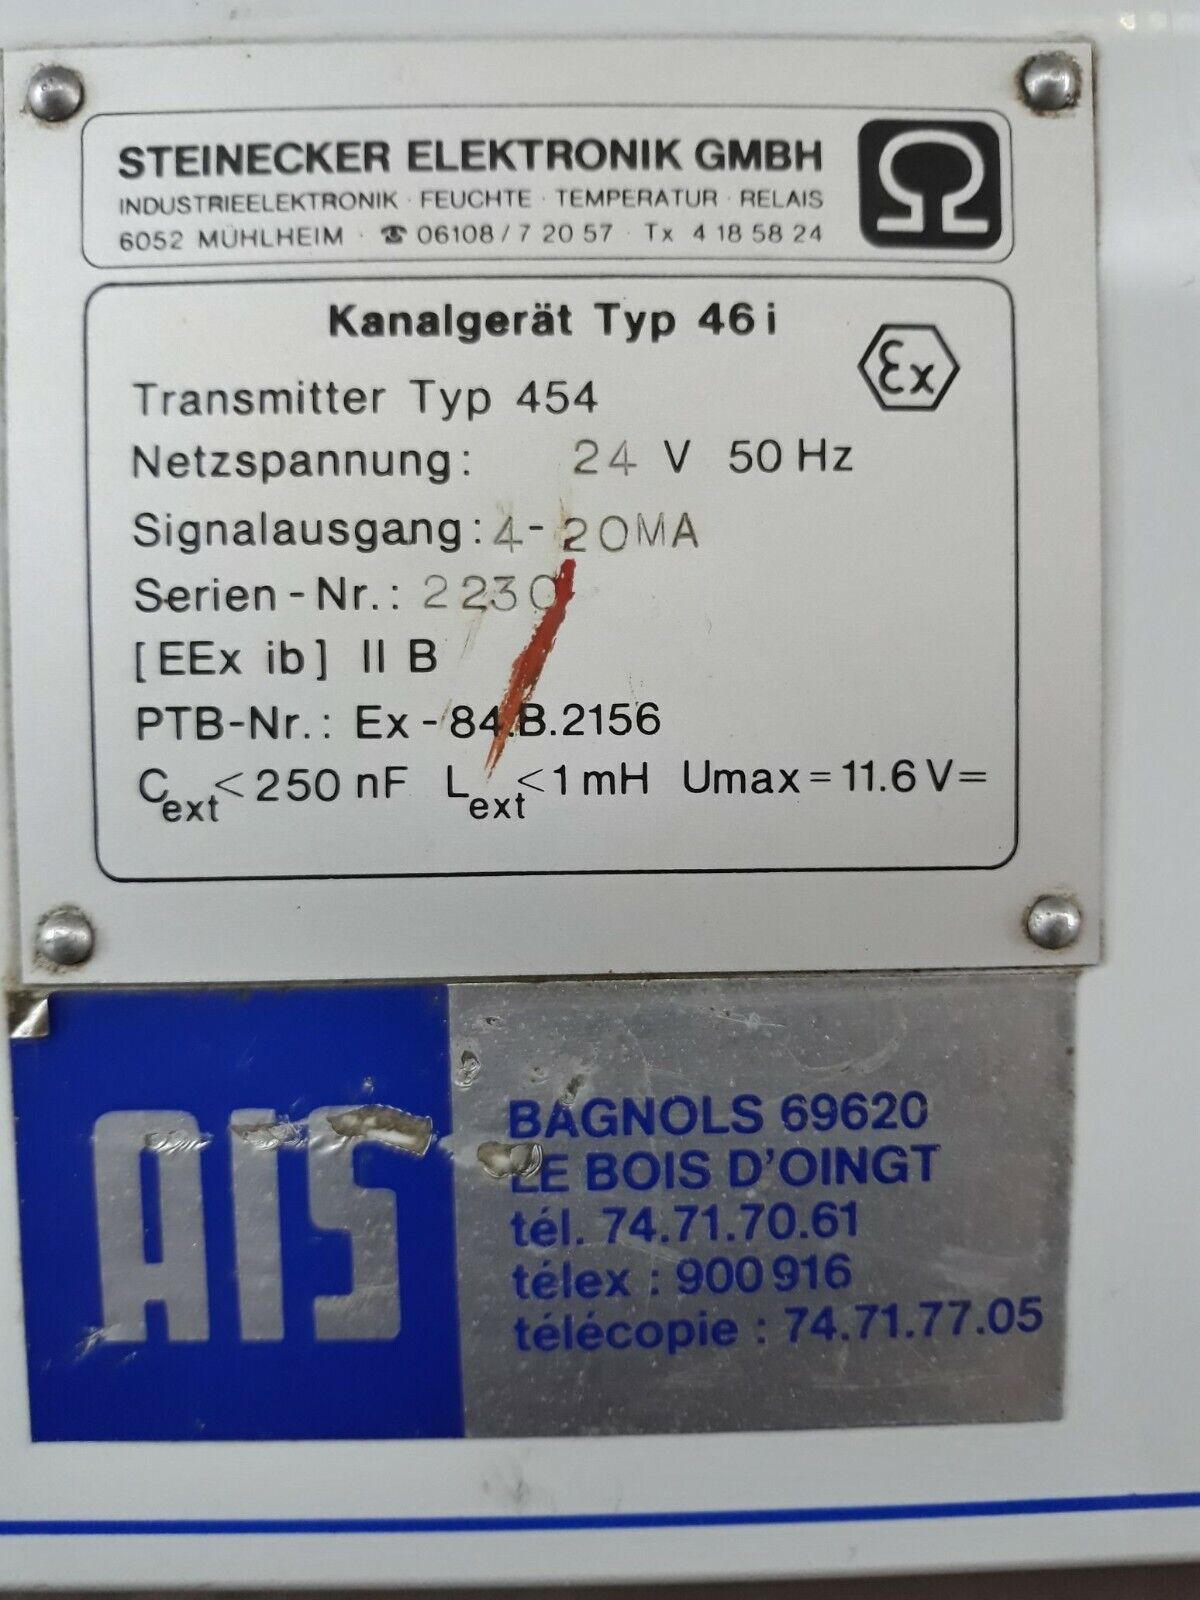 STEINECKER ELEKTRONIK GMBH
INDUSTRIEELEKTRONIK · FEUCHTE · TEMPERATUR · RELAIS
6052 MÜHLHEIM · ☎ 06108 / 7 20 57 · Tx 4 18 58 24
Kanalgerät Typ 46 i
Ex
Transmitter Typ 454
Netzspannung: 24 V 50 Hz
Signalausgang: 4-20MA
Serien-Nr.: 2230
[EEx ib] II B
PTB-Nr.: Ex-84.B.2156
Cext < 250 nF Lext < 1 mH Umax = 11.6 V=
AIS
BAGNOLS 69620
LE BOIS D'OINGT
tél. 74.71.70.61
télex : 900 916
télécopie : 74.71.77.05